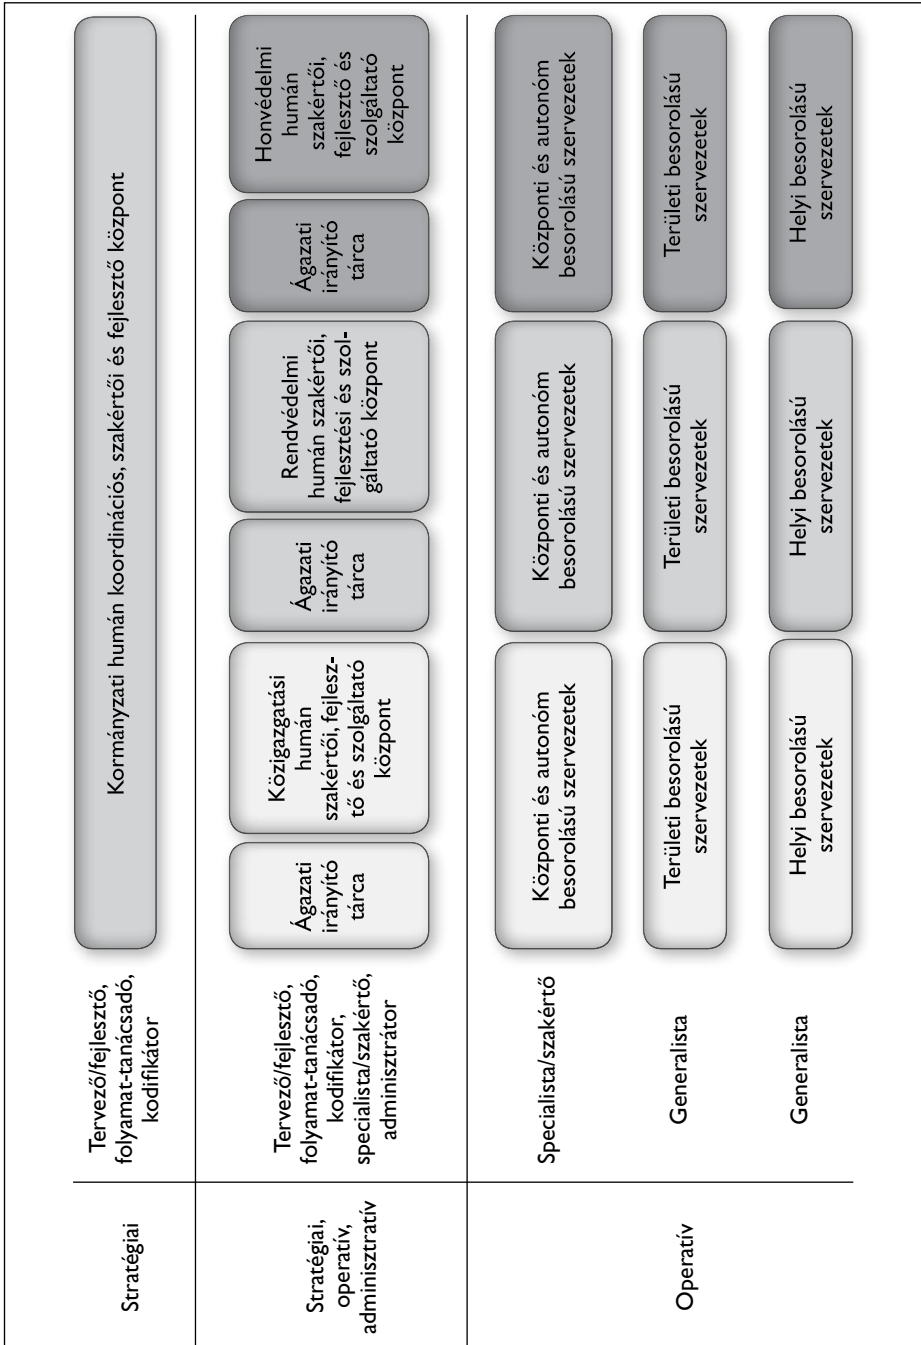 Stratégiai
Tervező/fejlesztő,
folyamat-tanácsadó,
kodifikátor
Kormányzati humán koordinációs, szakértői és fejlesztő központ
Stratégiai,
operatív,
adminisztratív
Tervező/fejlesztő,
folyamat-tanácsadó,
kodifikátor,
specialista/szakértő,
adminisztrátor
Ágazati
irányító
tárca
Közigazgatási
humán
szakértői, fejlesz-
tő és szolgáltató
központ
Ágazati
irányító
tárca
Rendvédelmi
humán szakértői,
fejlesztési és szol-
gáltató központ
Ágazati
irányító
tárca
Honvédelmi
humán
szakértői,
fejlesztő és
szolgáltató
központ
Operatív
Specialista/szakértő
Központi és autonóm
besorolású szervezetek
Központi és autonóm
besorolású szervezetek
Központi és autonóm
besorolású szervezetek
Generalista
Területi besorolású
szervezetek
Területi besorolású
szervezetek
Területi besorolású
szervezetek
Generalista
Helyi besorolású
szervezetek
Helyi besorolású
szervezetek
Helyi besorolású
szervezetek